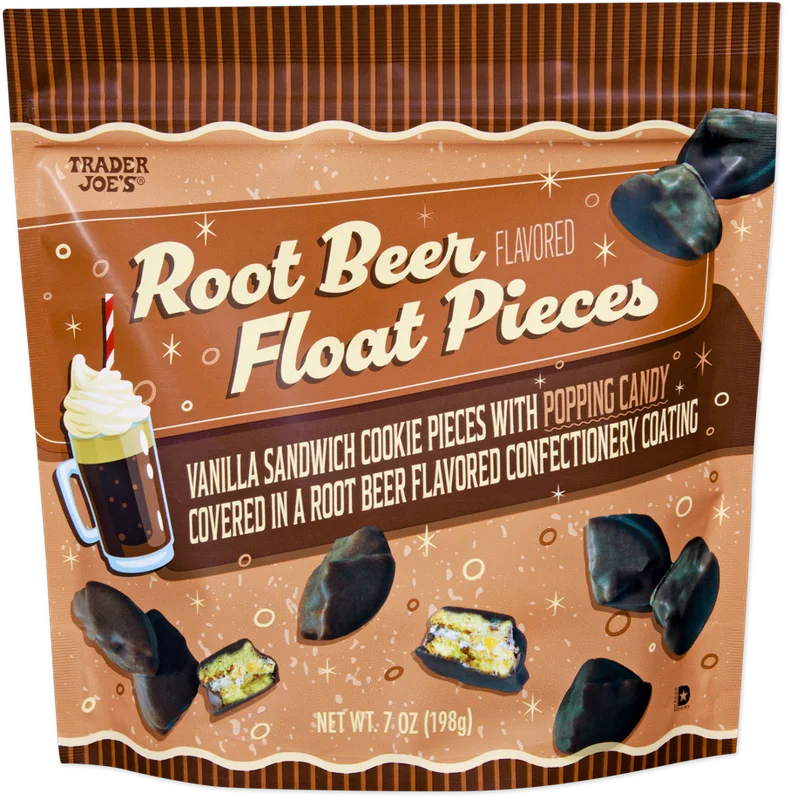 TRADER
JOE'S®
Root Beer FLAVORED
Float Pieces
VANILLA SANDWICH COOKIE PIECES WITH POPPING CANDY
COVERED IN A ROOT BEER FLAVORED CONFECTIONERY COATING
NET WT. 7 OZ (198g)
D